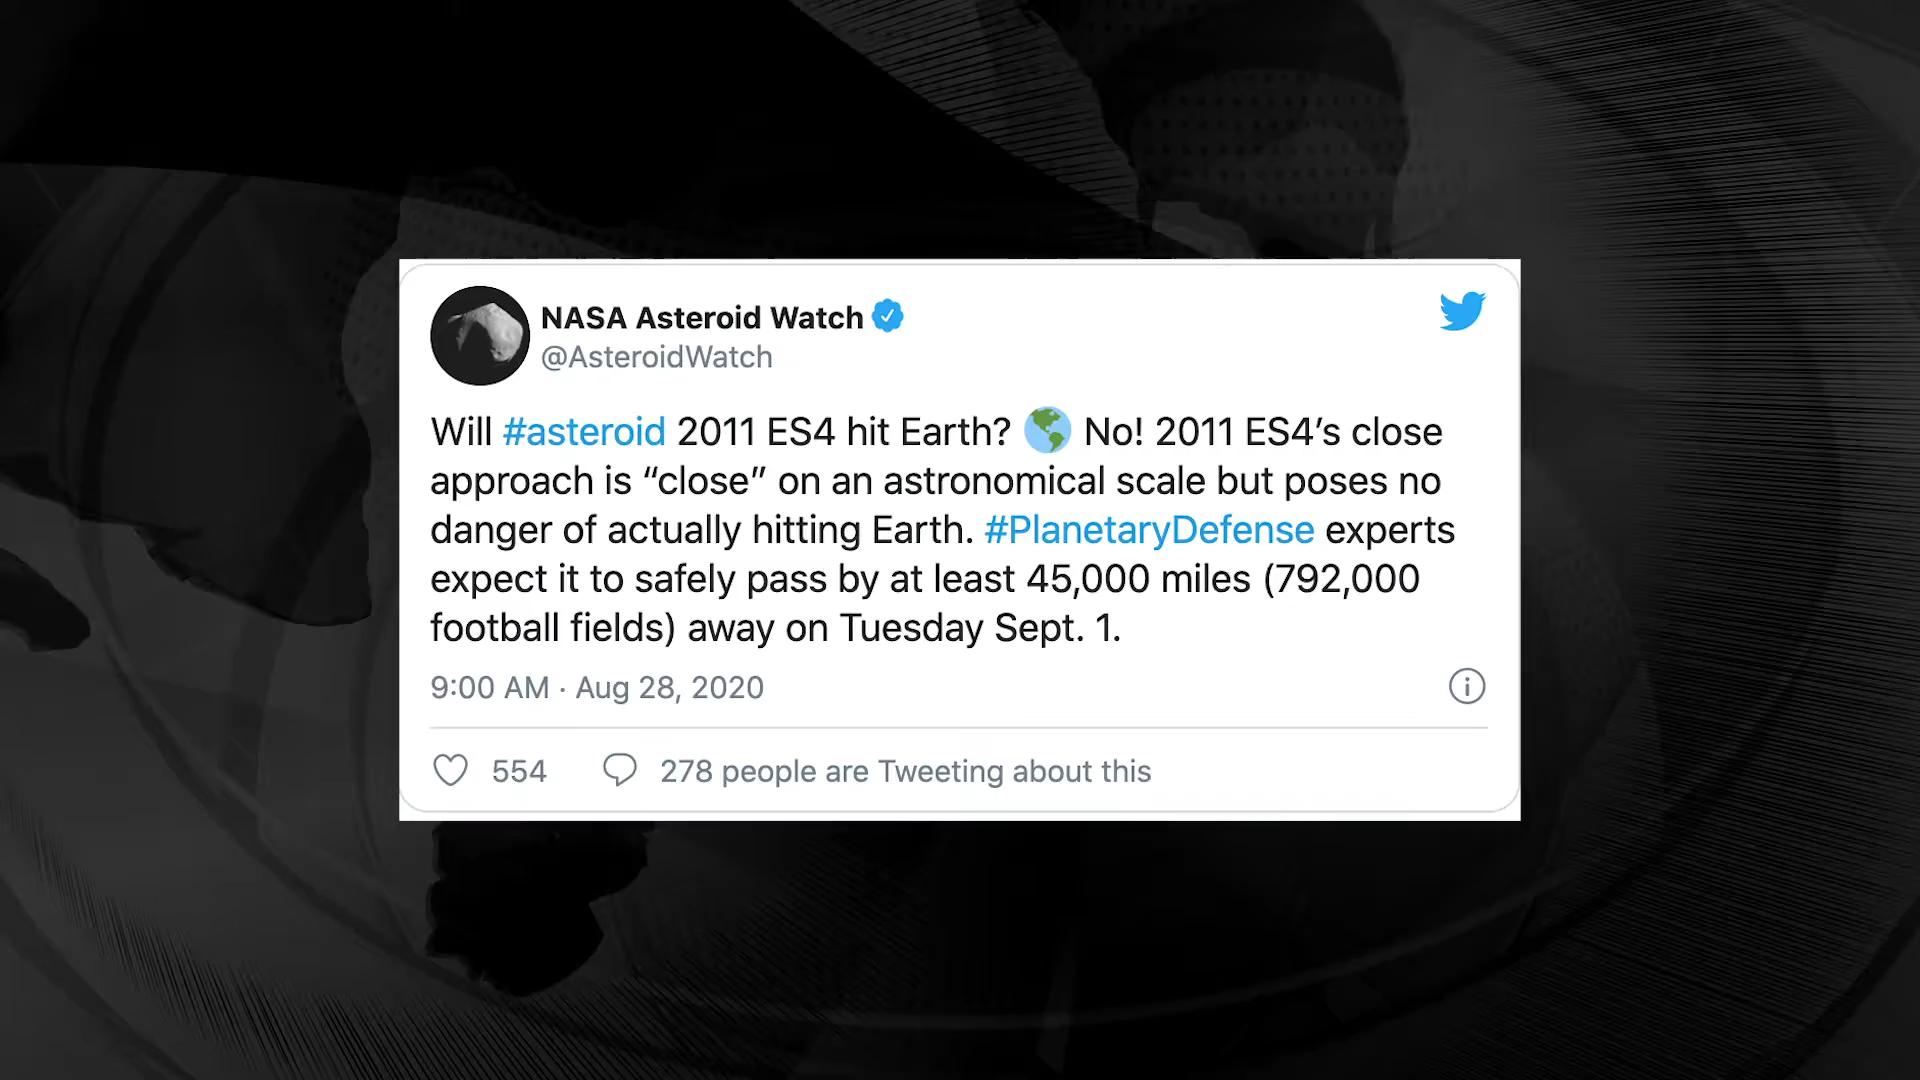 NASA Asteroid Watch
@AsteroidWatch
Will #asteroid 2011 ES4 hit Earth? 🌎 No! 2011 ES4’s close
approach is “close” on an astronomical scale but poses no
danger of actually hitting Earth. #PlanetaryDefense experts
expect it to safely pass by at least 45,000 miles (792,000
football fields) away on Tuesday Sept. 1.
9:00 AM · Aug 28, 2020
554 278 people are Tweeting about this